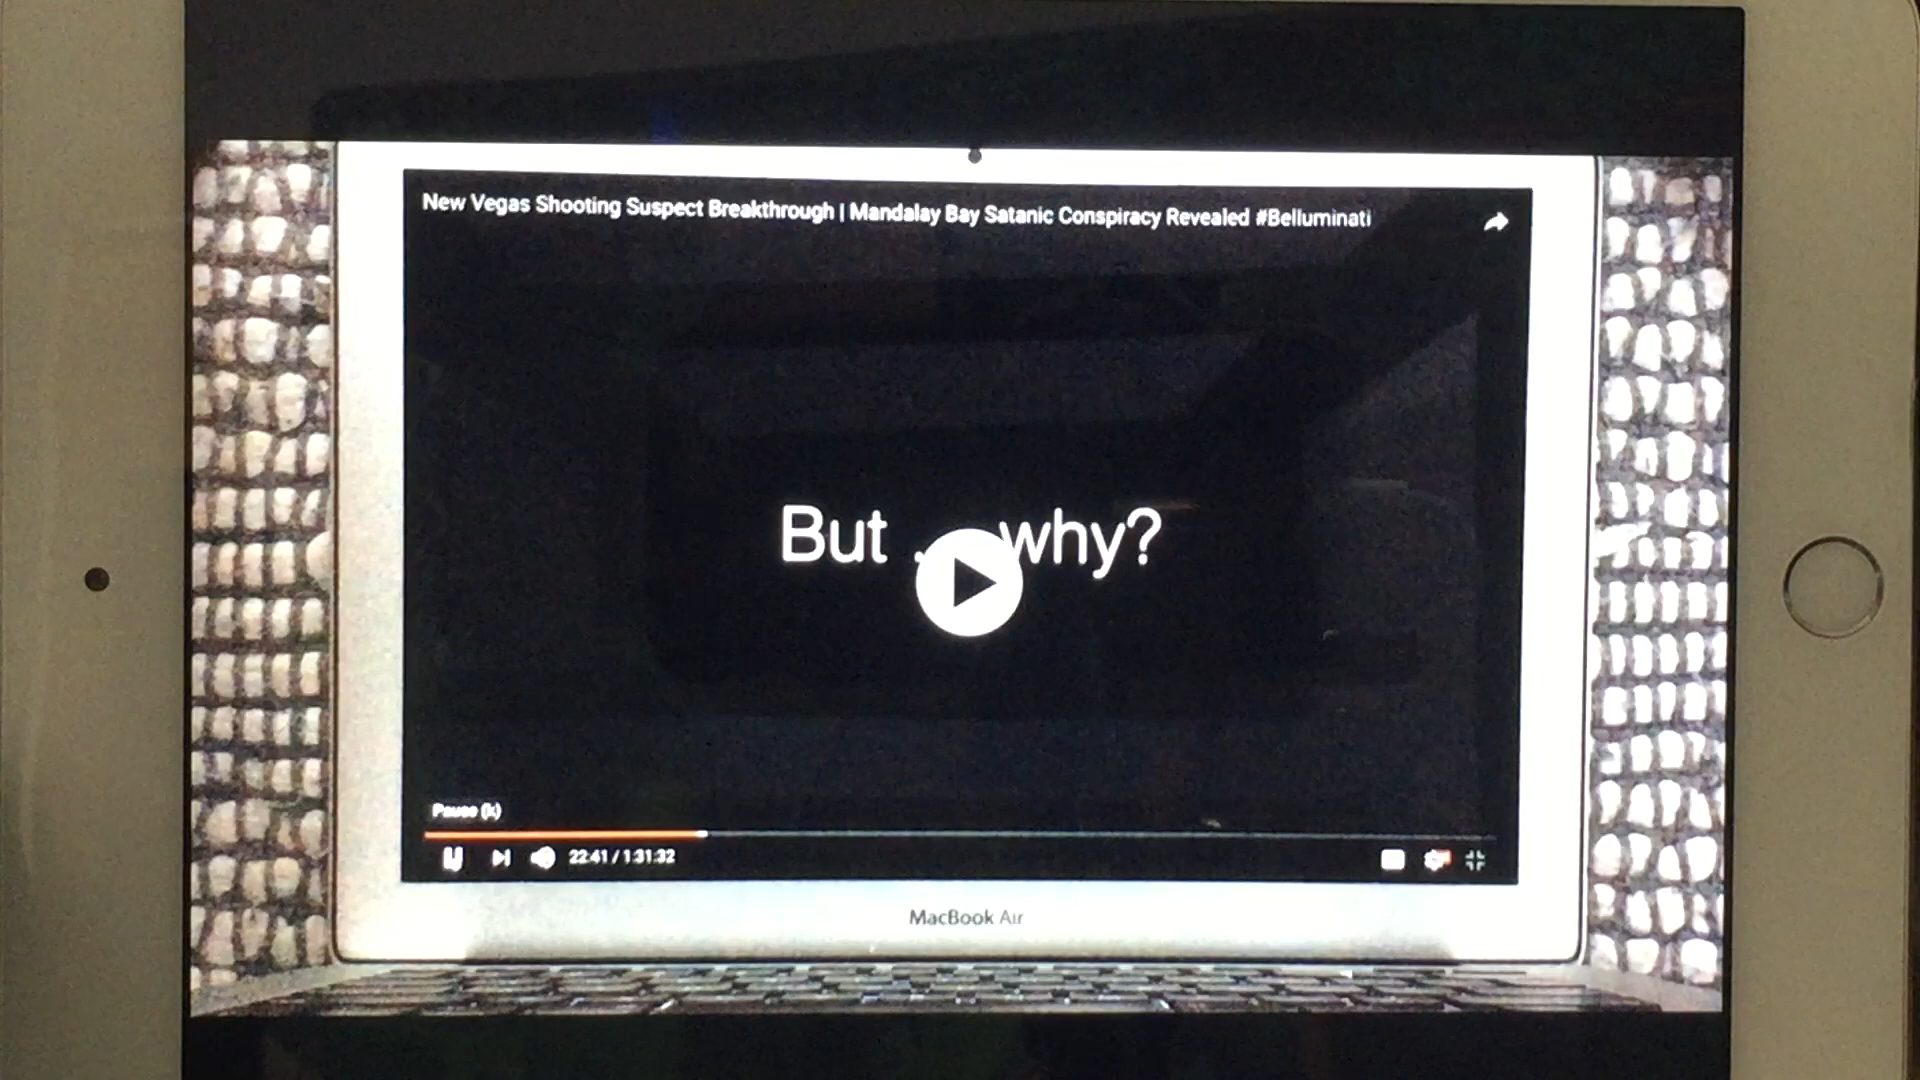 New Vegas Shooting Suspect Breakthrough | Mandalay Bay Satanic Conspiracy Revealed #Belluminati
But . why?
Pause (k)
22:41 / 1:31:32
MacBook Air